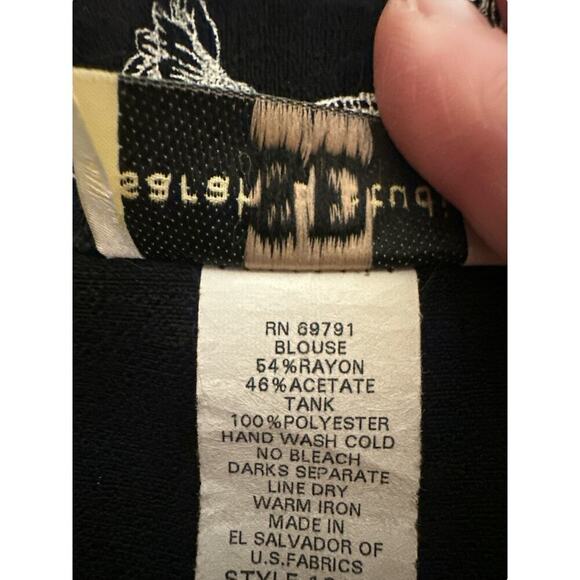 RN 69791
BLOUSE
54%RAYON
46%ACETATE
TANK
100%POLYESTER
HAND WASH COLD
NO BLEACH
DARKS SEPARATE
LINE DRY
WARM IRON
MADE IN
EL SALVADOR OF
U.S.FABRICS
STYLE